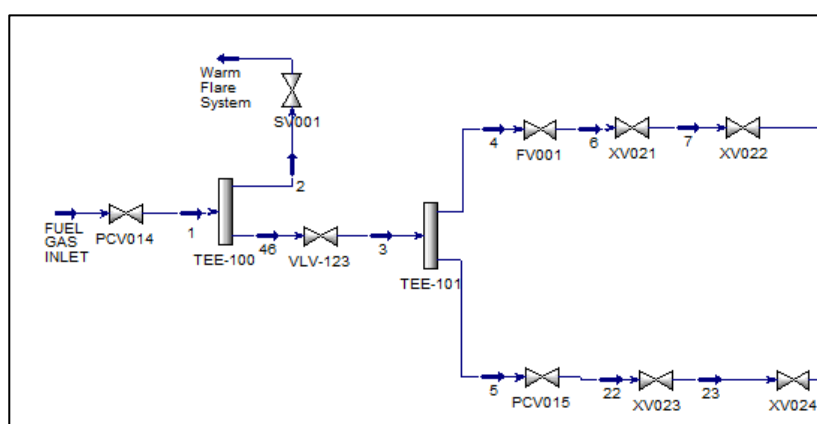 Warm
Flare
System
SV001
2
4
FV001
6
XV021
7
XV022
FUEL
GAS
INLET
PCV014
1
TEE-100
46
VLV-123
3
TEE-101
5
PCV015
22
XV023
23
XV024